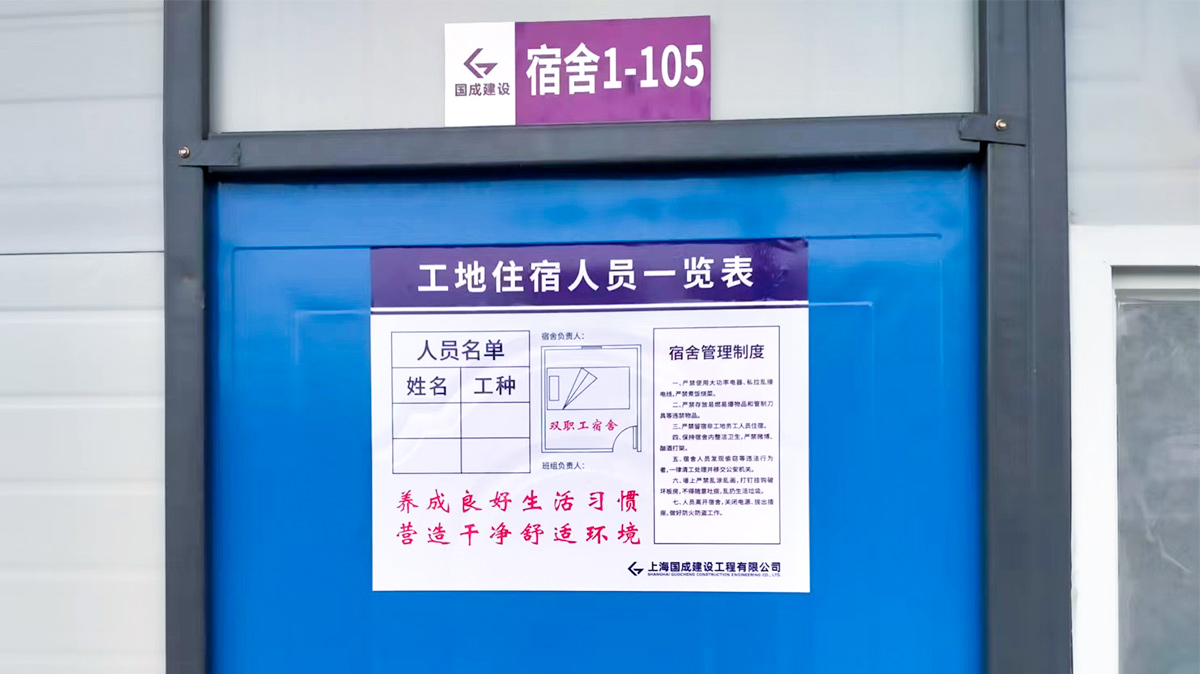 国成建设
宿舍1-105
工地住宿人员一览表
人员名单
姓名 工种
宿舍负责人：
双职工宿舍
班组负责人：
宿舍管理制度
一、严禁使用大功率电器、私拉乱接
电线，严禁煮饭烧菜。
二、严禁存放易燃易爆物品和管制刀
具等违禁物品。
三、严禁留宿非工地务工人员住宿。
四、保持宿舍内整洁卫生，严禁赌博、
酗酒打架。
五、宿舍人员发现偷窃等违法行为
者，一律清工处理并移交公安机关。
六、墙上严禁乱涂乱画，打钉挂钩破
环板房，不得随意吐痰，乱扔生活垃圾。
七、人员离开宿舍，关闭电源、拔出插
座，做好防火防盗工作。
养成良好生活习惯
营造干净舒适环境
上海国成建设工程有限公司
SHANGHAI GUOCHENG CONSTRUCTION ENGINEERING CO., LTD.